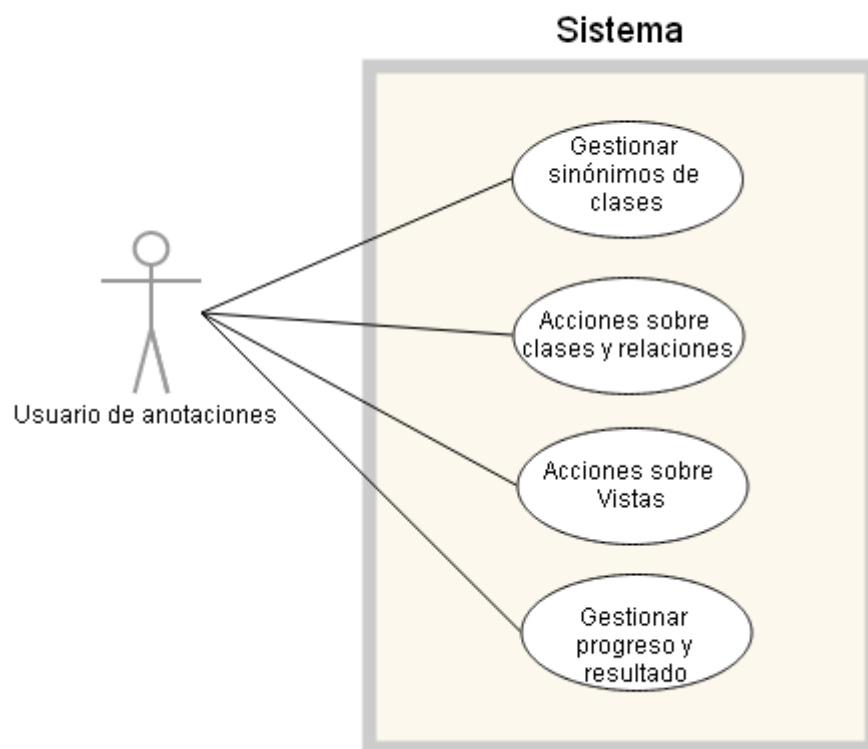 Sistema
Gestionar
sinónimos de
clases
Acciones sobre
clases y relaciones
Usuario de anotaciones
Acciones sobre
Vistas
Gestionar
progreso y
resultado